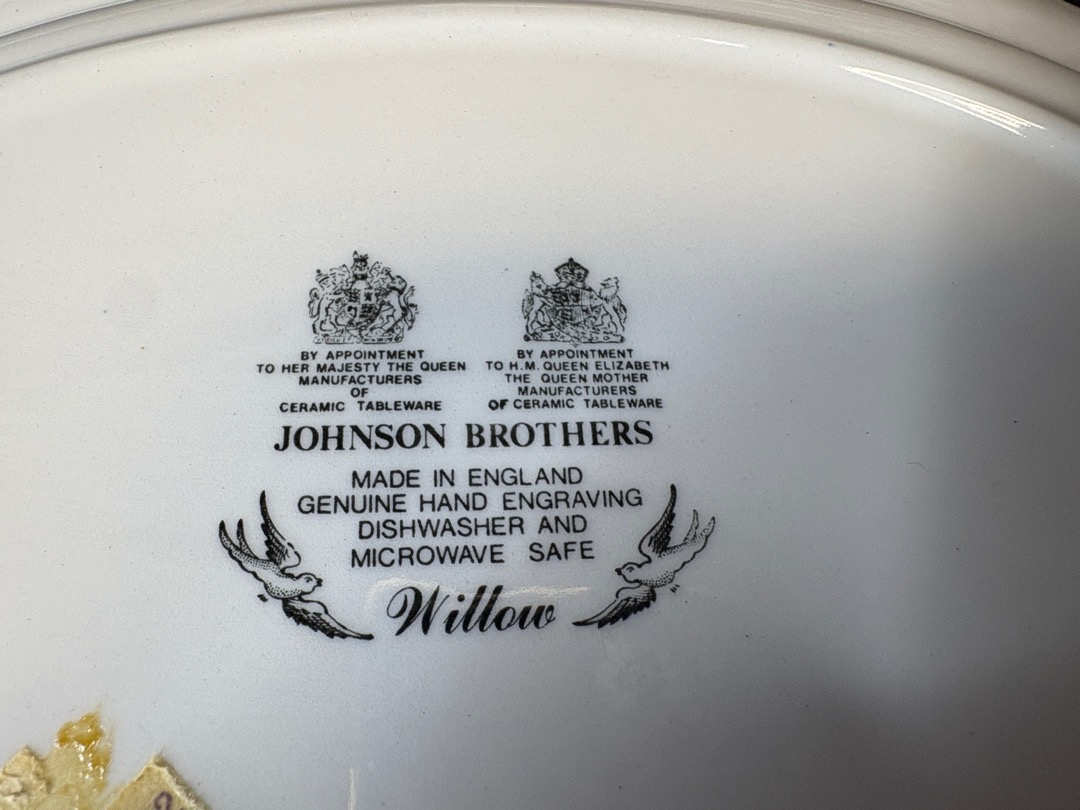 BY APPOINTMENT
TO HER MAJESTY THE QUEEN
MANUFACTURERS
OF
CERAMIC TABLEWARE
BY APPOINTMENT
TO H.M. QUEEN ELIZABETH
THE QUEEN MOTHER
MANUFACTURERS
OF CERAMIC TABLEWARE
JOHNSON BROTHERS
MADE IN ENGLAND
GENUINE HAND ENGRAVING
DISHWASHER AND
MICROWAVE SAFE
Willow